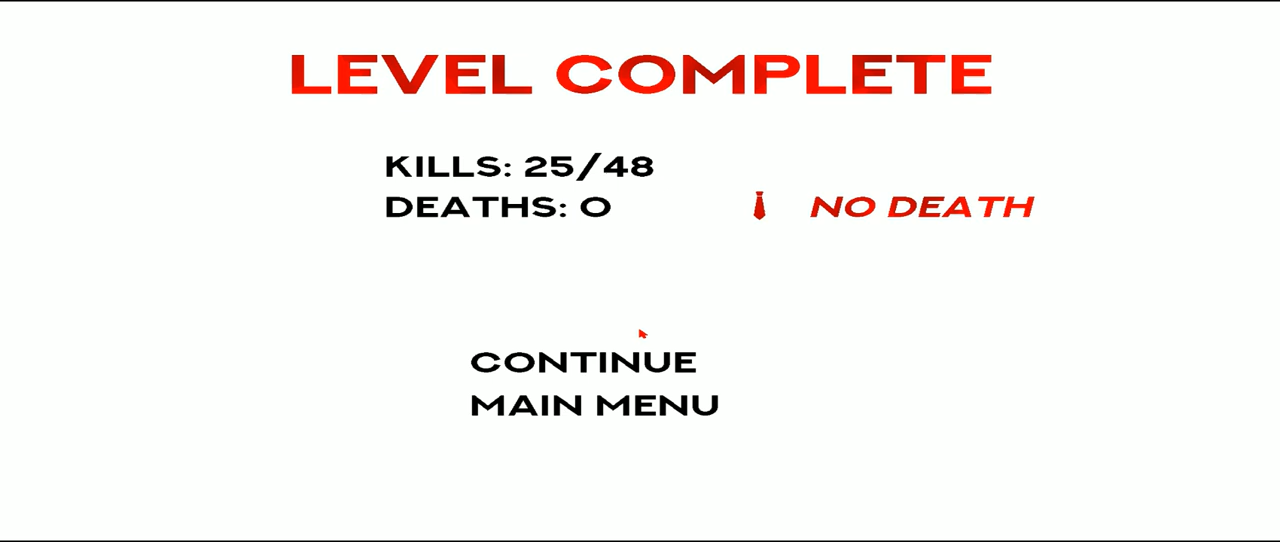 LEVEL COMPLETE
KILLS: 25/48
DEATHS: 0 NO DEATH
CONTINUE
MAIN MENU